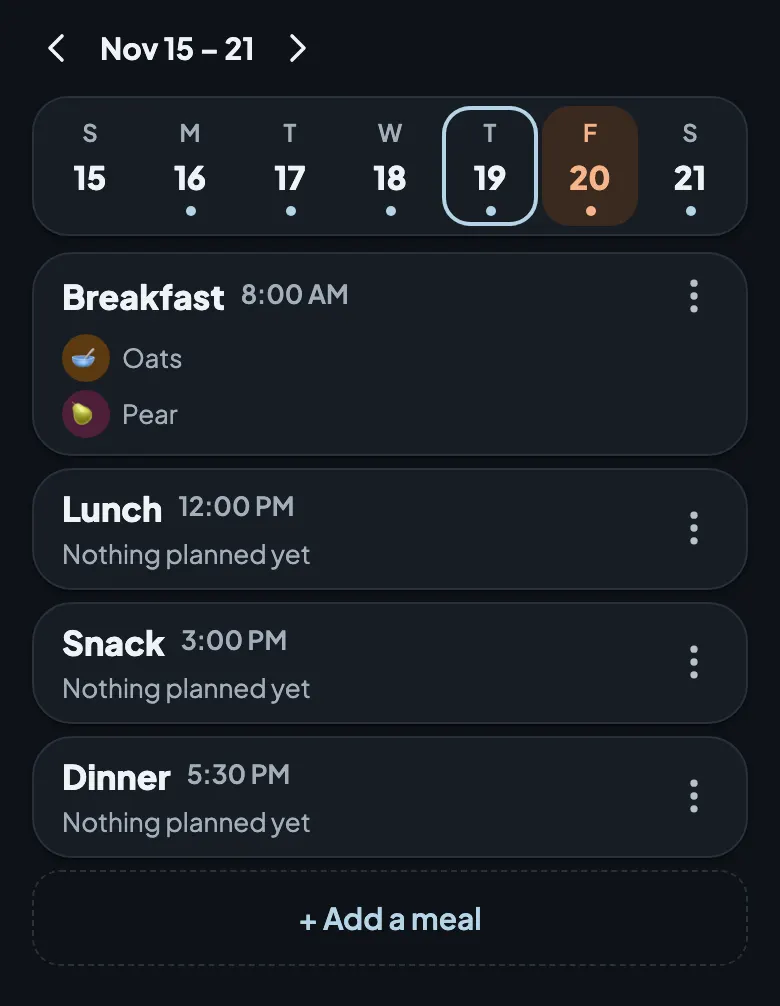 Nov 15 – 21
S M T W T F S
15 16 17 18 19 20 21
Breakfast 8:00 AM
Oats
Pear
Lunch 12:00 PM
Nothing planned yet
Snack 3:00 PM
Nothing planned yet
Dinner 5:30 PM
Nothing planned yet
+ Add a meal